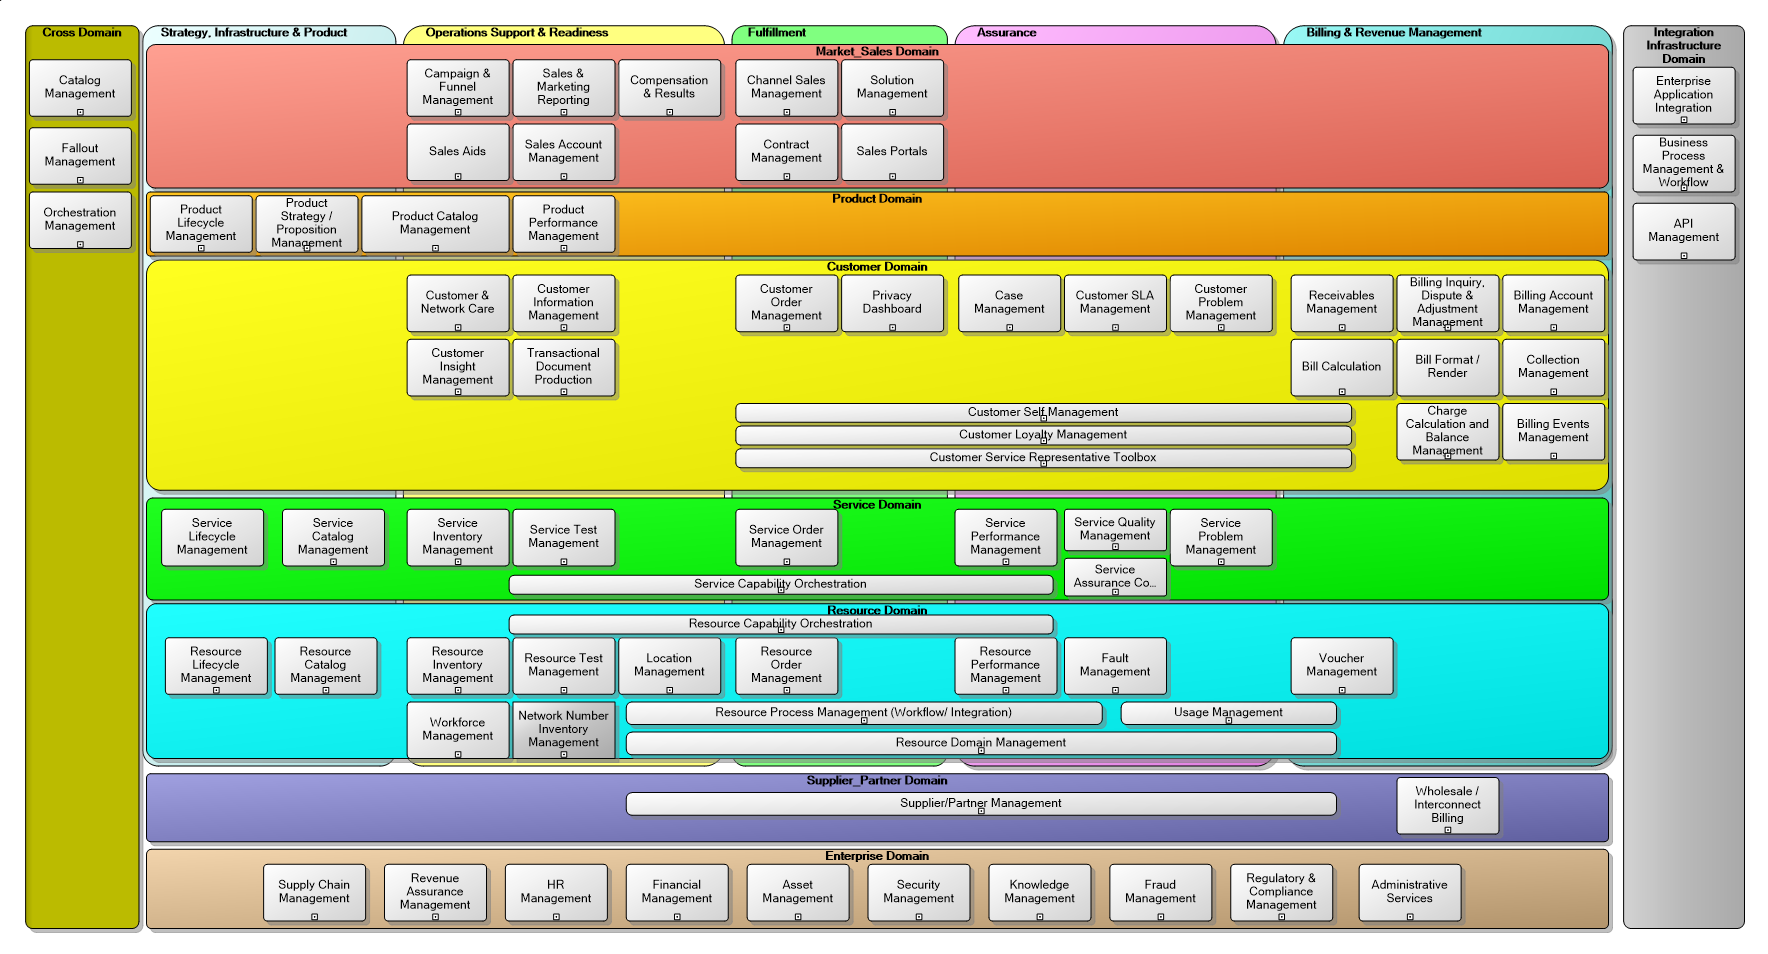 Cross Domain
Catalog
Management
Fallout
Management
Orchestration
Management
Strategy, Infrastructure & Product
Operations Support & Readiness
Fulfillment
Assurance
Billing & Revenue Management
Market_Sales Domain
Campaign &
Funnel
Management
Sales &
Marketing
Reporting
Compensation
& Results
Channel Sales
Management
Solution
Management
Sales Aids
Sales Account
Management
Contract
Management
Sales Portals
Product Domain
Product
Lifecycle
Management
Product
Strategy /
Proposition
Management
Product Catalog
Management
Product
Performance
Management
Customer Domain
Customer &
Network Care
Customer
Information
Management
Customer
Order
Management
Privacy
Dashboard
Case
Management
Customer SLA
Management
Customer
Problem
Management
Receivables
Management
Billing Inquiry,
Dispute &
Adjustment
Management
Billing Account
Management
Customer
Insight
Management
Transactional
Document
Production
Bill Calculation
Bill Format /
Render
Collection
Management
Customer Self Management
Customer Loyalty Management
Customer Service Representative Toolbox
Charge
Calculation and
Balance
Management
Billing Events
Management
Service Domain
Service
Lifecycle
Management
Service
Catalog
Management
Service
Inventory
Management
Service Test
Management
Service Order
Management
Service
Performance
Management
Service Quality
Management
Service
Problem
Management
Service
Assurance Co...
Service Capability Orchestration
Resource Domain
Resource Capability Orchestration
Resource
Lifecycle
Management
Resource
Catalog
Management
Resource
Inventory
Management
Resource Test
Management
Location
Management
Resource
Order
Management
Resource
Performance
Management
Fault
Management
Voucher
Management
Workforce
Management
Network Number
Inventory
Management
Resource Process Management (Workflow/ Integration)
Usage Management
Resource Domain Management
Supplier_Partner Domain
Supplier/Partner Management
Wholesale /
Interconnect
Billing
Enterprise Domain
Supply Chain
Management
Revenue
Assurance
Management
HR
Management
Financial
Management
Asset
Management
Security
Management
Knowledge
Management
Fraud
Management
Regulatory &
Compliance
Management
Administrative
Services
Integration
Infrastructure
Domain
Enterprise
Application
Integration
Business
Process
Management &
Workflow
API
Management